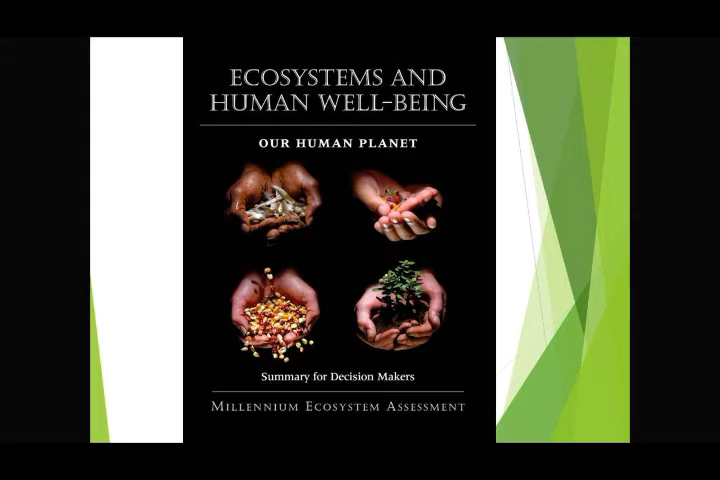 ECOSYSTEMS AND
HUMAN WELL-BEING
OUR HUMAN PLANET
Summary for Decision Makers
MILLENNIUM ECOSYSTEM ASSESSMENT